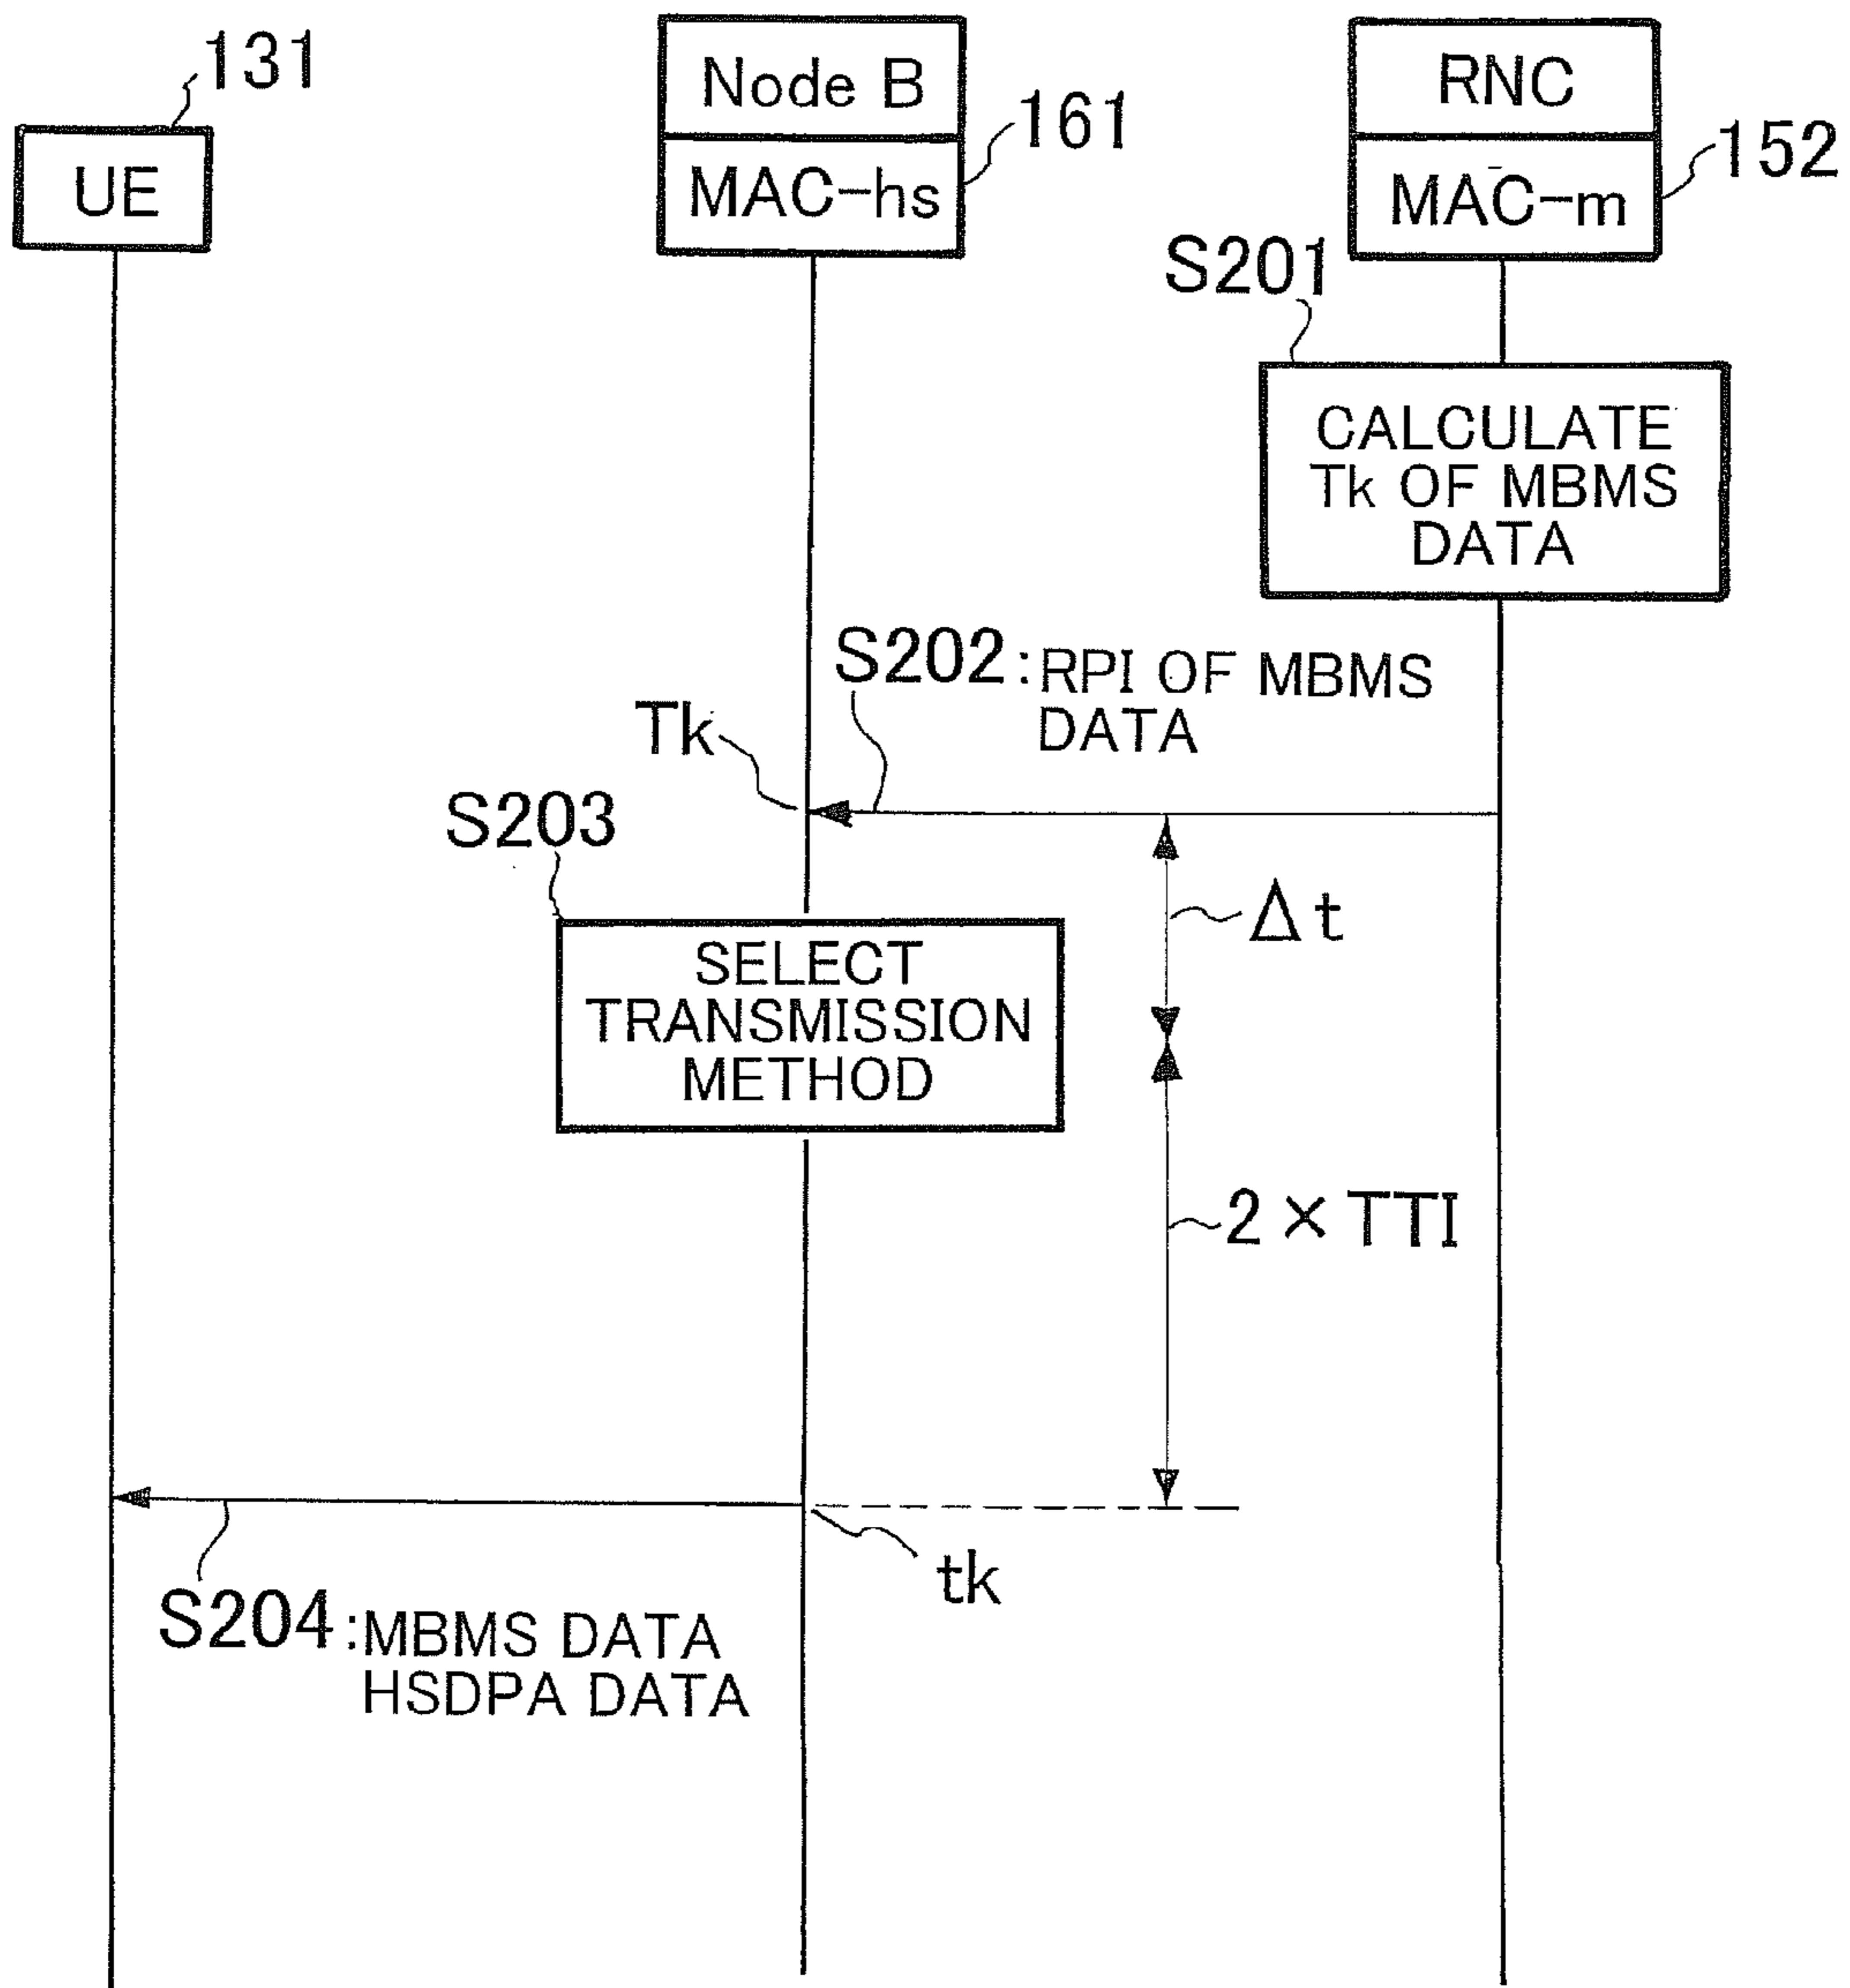 131
UE
Node B
MAC-hs
161
RNC
MAC-m
152
S201
CALCULATE
Tk OF MBMS
DATA
S202:RPI OF MBMS
DATA
Tk
S203
SELECT
TRANSMISSION
METHOD
Δt
2×TTI
tk
S204:MBMS DATA
HSDPA DATA